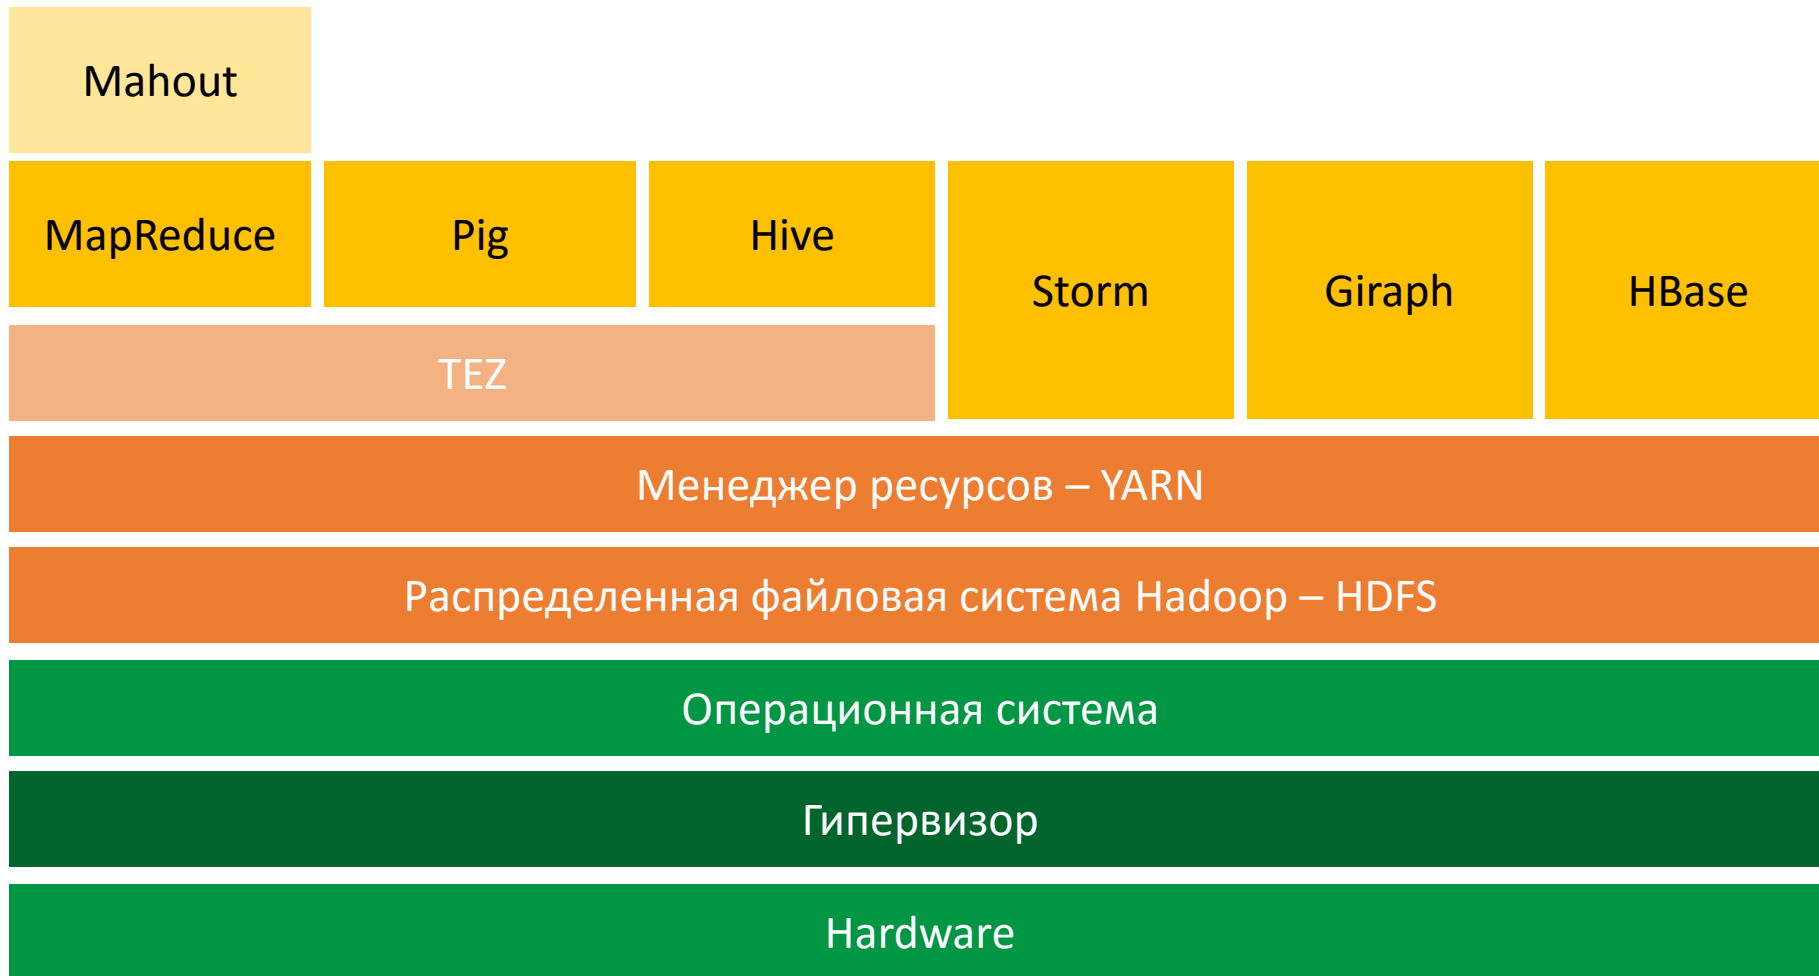 Mahout
MapReduce
Pig
Hive
Storm
Giraph
HBase
TEZ
Менеджер ресурсов – YARN
Распределенная файловая система Hadoop – HDFS
Операционная система
Гипервизор
Hardware